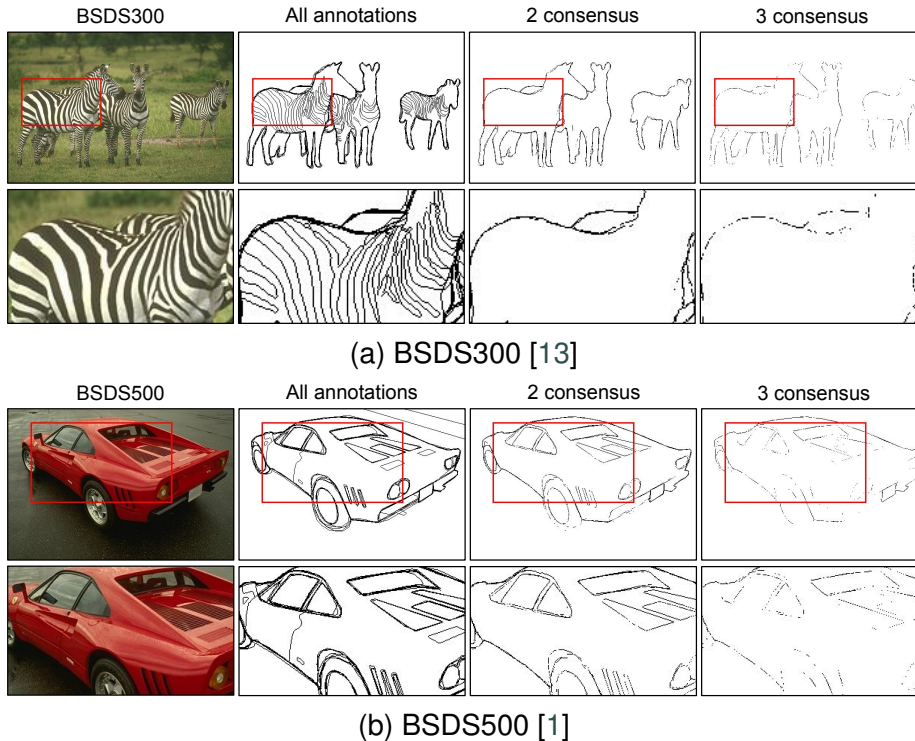 BSDS300 All annotations 2 consensus 3 consensus
(a) BSDS300 [13]
BSDS500 All annotations 2 consensus 3 consensus
(b) BSDS500 [1]